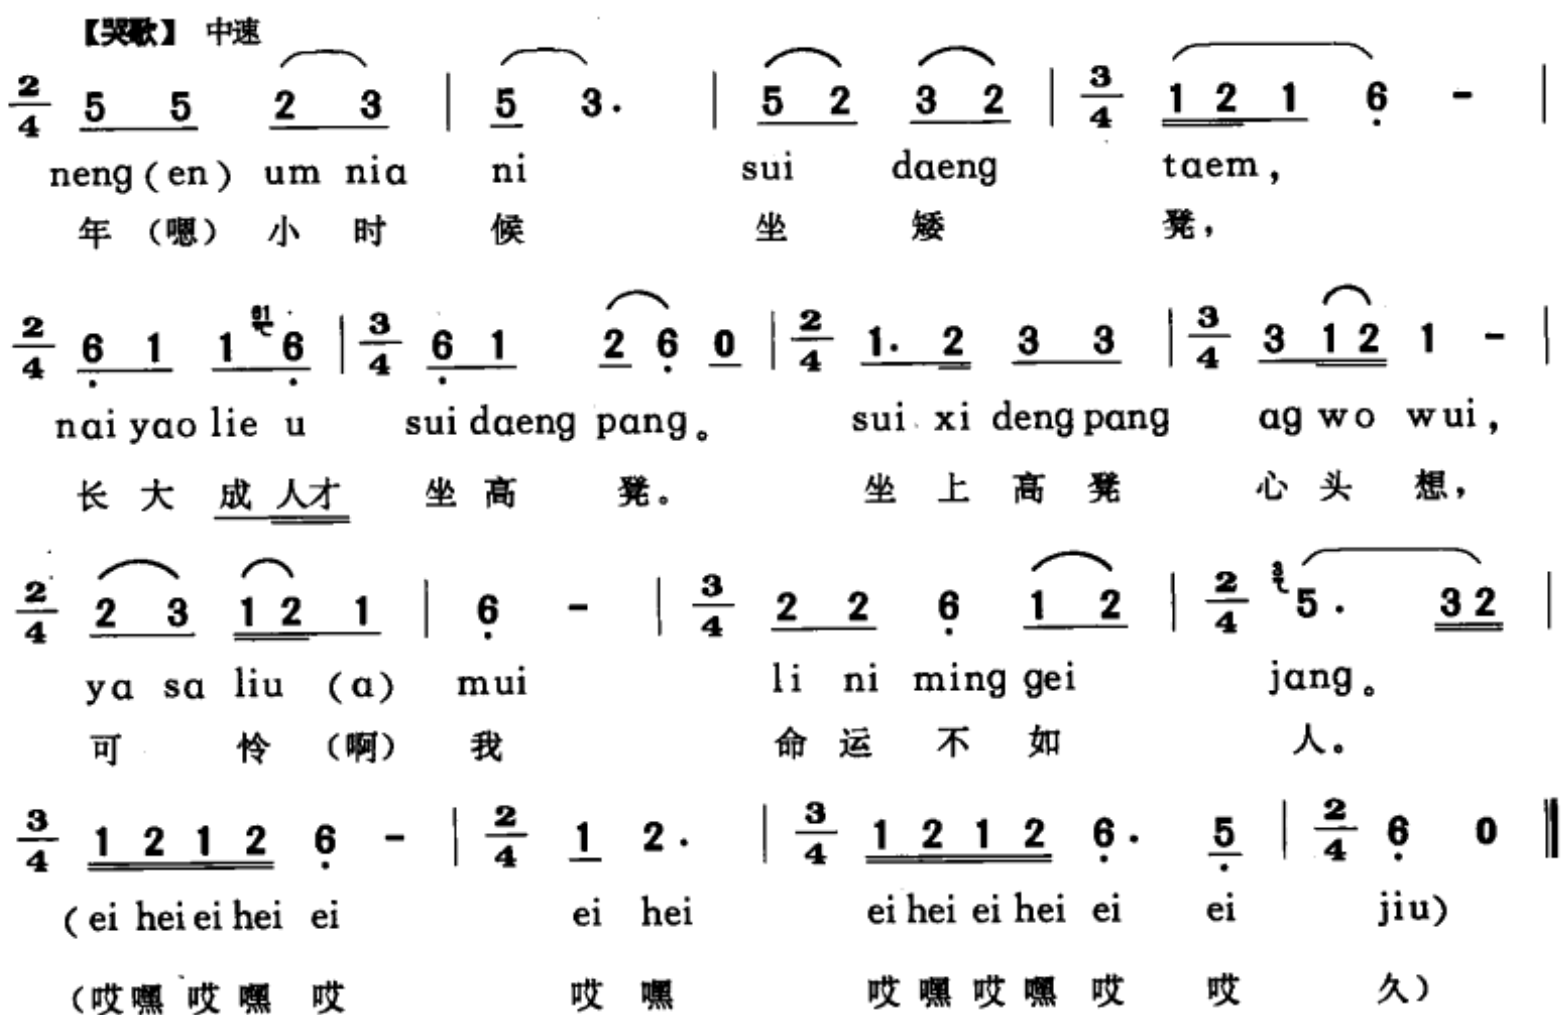 【哭歌】 中速
2/4 5 5 2 3 | 5 3. | 5 2 3 2 | 3/4 1 2 1 6 - |
neng (en) um nia ni sui daeng taem,
年 (嗯) 小 时 候 坐 矮 凳,
2/4 6 1 1 6 | 3/4 6 1 2 6 0 | 2/4 1. 2 3 3 | 3/4 3 1 2 1 - |
nai yao lie u sui daeng pang。 sui xi deng pang ag wo wui,
长 大 成 人才 坐 高 凳。 坐 上 高 凳 心 头 想,
2/4 2 3 1 2 1 | 6 - | 3/4 2 2 6 1 2 | 2/4 3 5. 3 2 |
ya sa liu (a) mui li ni ming gei jang。
可 怜 (啊) 我 命 运 不 如 人。
3/4 1 2 1 2 6 - | 2/4 1 2. | 3/4 1 2 1 2 6. 5 | 2/4 6 0 ‖
(ei hei ei hei ei ei hei ei hei ei hei ei ei jiu)
(哎 嘿 哎 嘿 哎 哎 嘿 哎 嘿 哎 嘿 哎 哎 久)